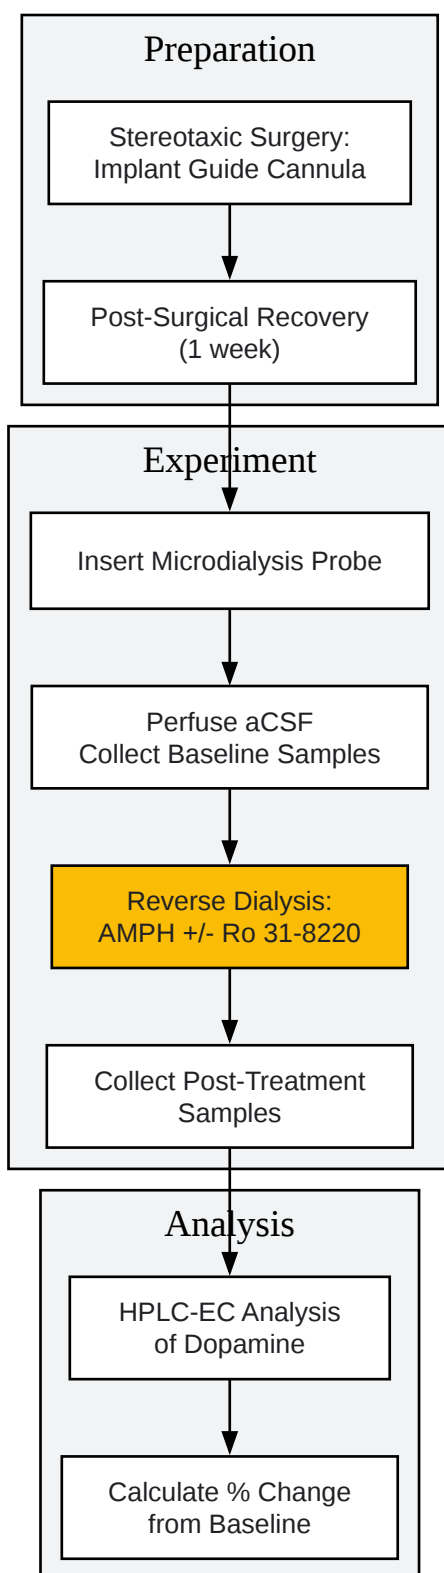 Preparation
Stereotaxic Surgery:
Implant Guide Cannula
Post-Surgical Recovery
(1 week)
Experiment
Insert Microdialysis Probe
Perfuse aCSF
Collect Baseline Samples
Reverse Dialysis:
AMPH +/- Ro 31-8220
Collect Post-Treatment
Samples
Analysis
HPLC-EC Analysis
of Dopamine
Calculate % Change
from Baseline